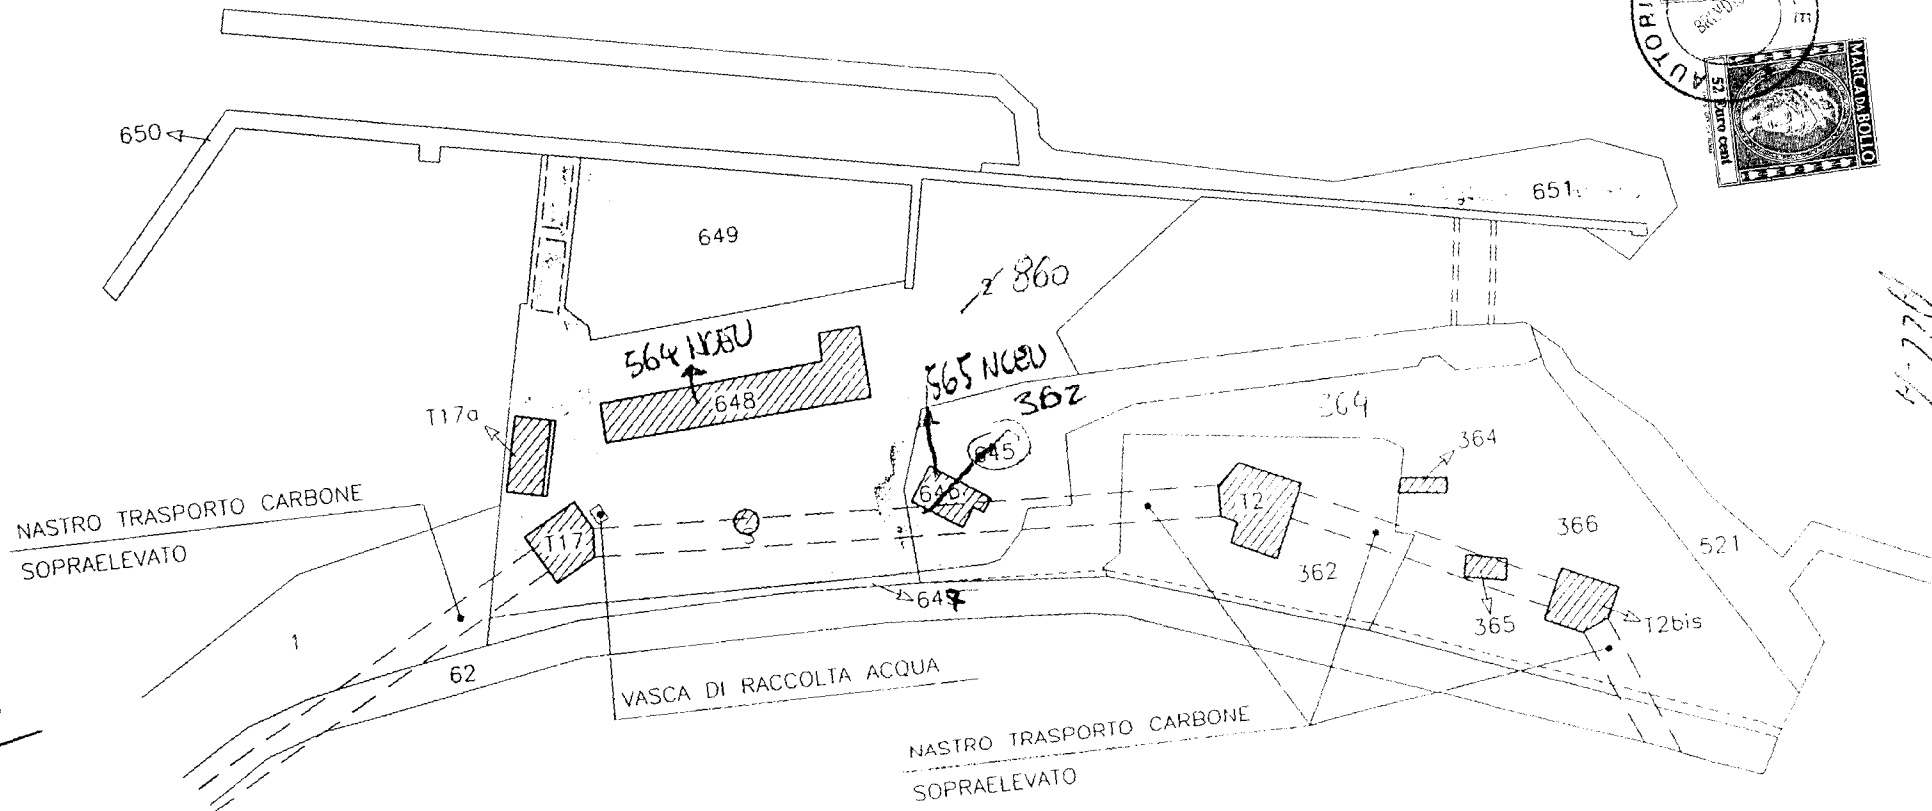 AUTORI
BRINDISI
MARCA DA BOLLO
52 Euro cent
650
649
651
860
564 NCEU
565 NCEU
362
648
T17a
645
646
364
364
NASTRO TRASPORTO CARBONE
SOPRAELEVATO
T17
T2
366
521
362
647
365
T2bis
1
62
VASCA DI RACCOLTA ACQUA
NASTRO TRASPORTO CARBONE
SOPRAELEVATO